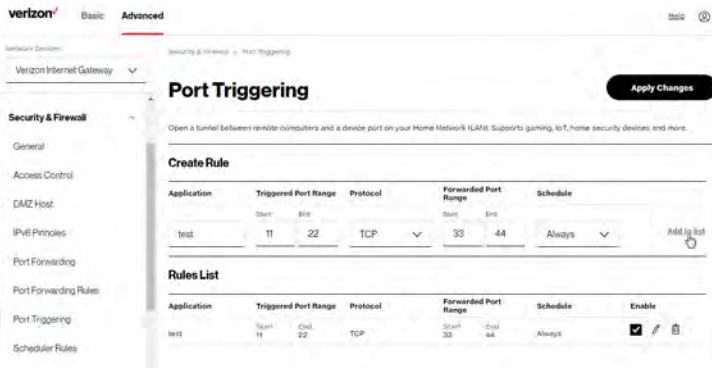 verizon✓ Basic Advanced Help
Network Devices
Verizon Internet Gateway
Security & Firewall
General
Access Control
DMZ Host
IPv6 Pinholes
Port Forwarding
Port Forwarding Rules
Port Triggering
Scheduler Rules
Security & Firewall > Port Triggering
Port Triggering
Apply Changes
Open a tunnel between remote computers and a device port on your Home Network (LAN). Supports gaming, IoT, home security devices, and more.
Create Rule
Application Triggered Port Range Protocol Forwarded Port Range Schedule
Start End Start End
test 11 22 TCP 33 44 Always Add to list
Rules List
Application Triggered Port Range Protocol Forwarded Port Range Schedule Enable
Start End Start End
test 11 22 TCP 33 44 Always